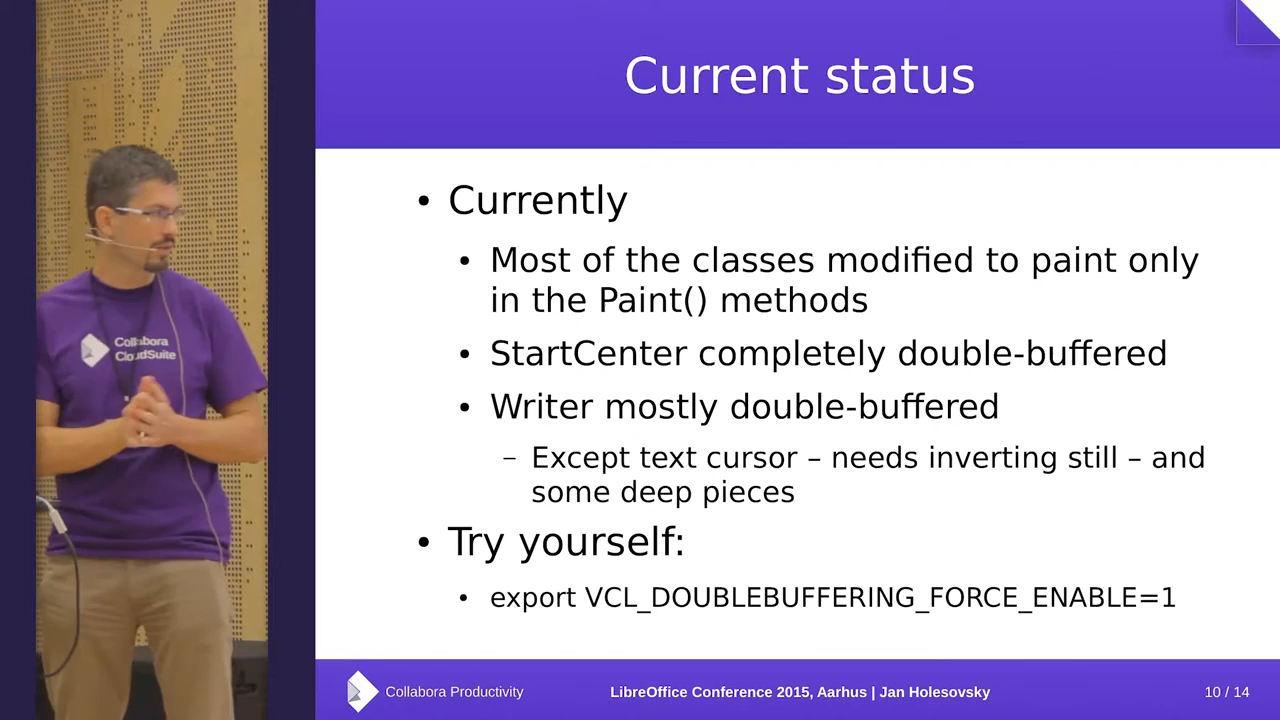 Current status
• Currently
• Most of the classes modified to paint only
in the Paint() methods
• StartCenter completely double-buffered
• Writer mostly double-buffered
– Except text cursor – needs inverting still – and
some deep pieces
• Try yourself:
• export VCL_DOUBLEBUFFERING_FORCE_ENABLE=1
Collabora
CloudSuite
Collabora Productivity
LibreOffice Conference 2015, Aarhus | Jan Holesovsky
10 / 14